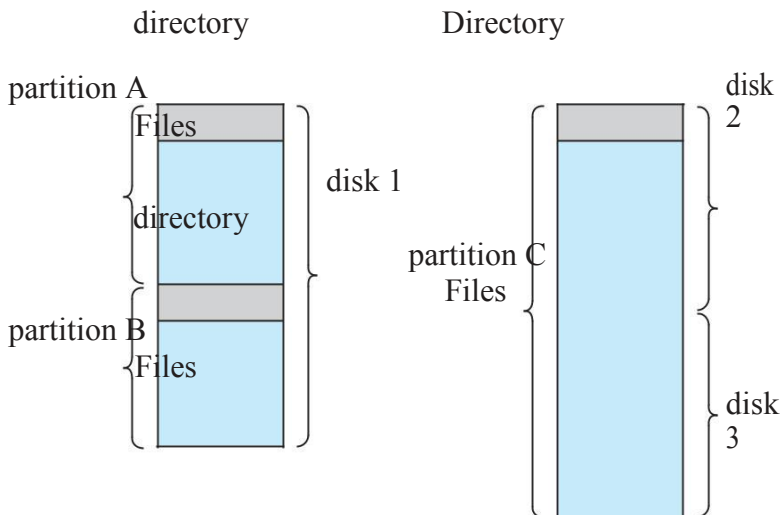 directory
Directory
partition A
Files
directory
disk 1
partition B
Files
disk
2
partition C
Files
disk
3